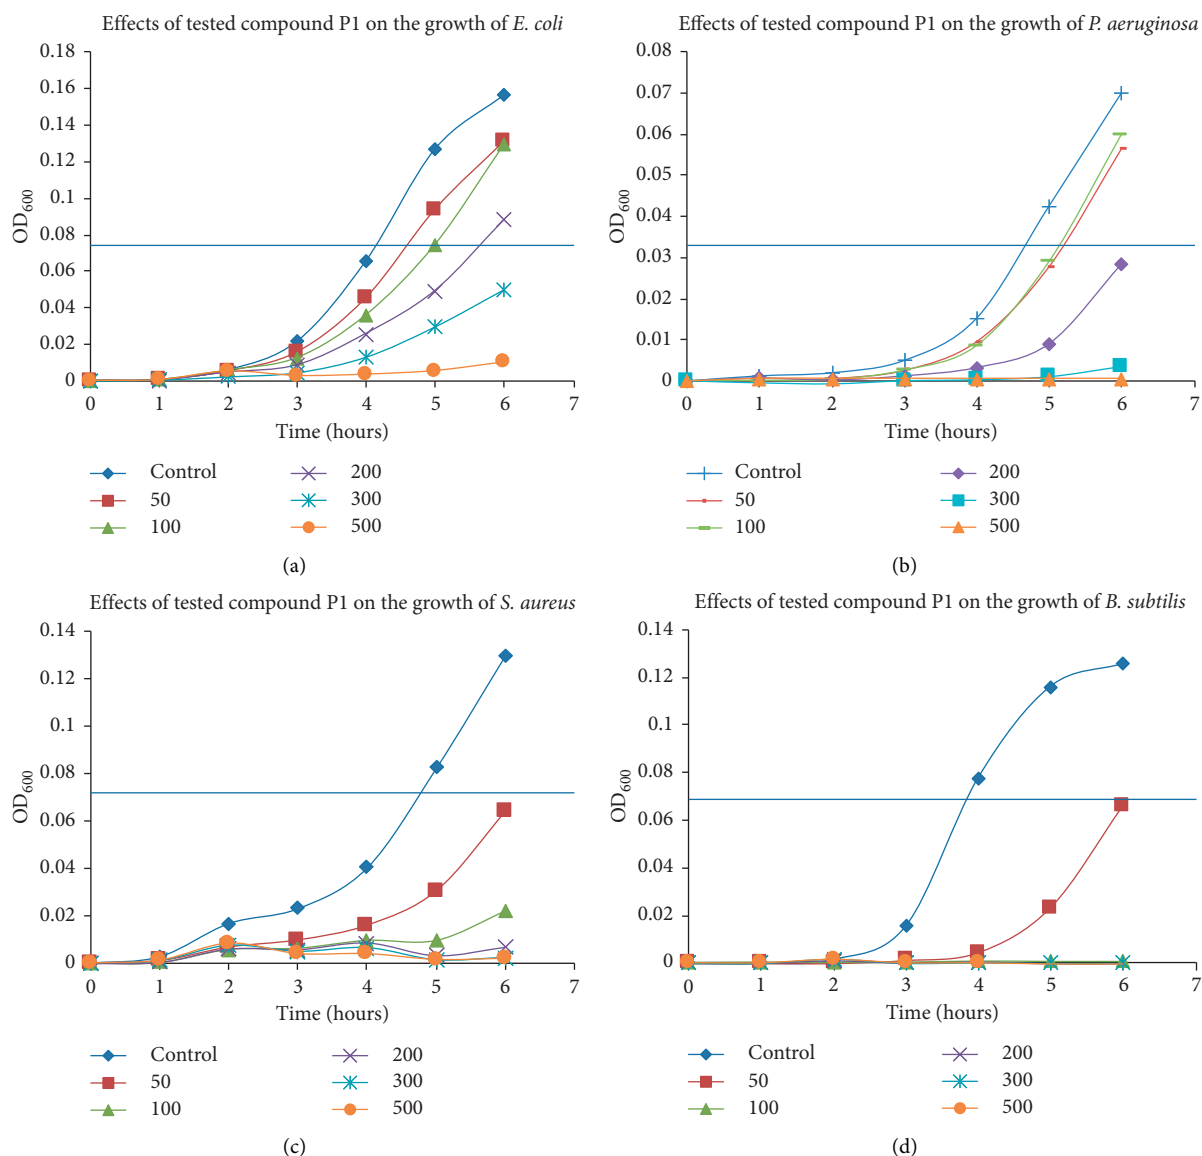 Effects of tested compound P1 on the growth of E. coli
0.18
0.16
0.14
0.12
0.1
0.08
0.06
0.04
0.02
0
OD600
0 1 2 3 4 5 6 7
Time (hours)
Control 200
50 300
100 500
(a)
Effects of tested compound P1 on the growth of P. aeruginosa
0.08
0.07
0.06
0.05
0.04
0.03
0.02
0.01
0
OD600
0 1 2 3 4 5 6 7
Time (hours)
Control 200
50 300
100 500
(b)
Effects of tested compound P1 on the growth of S. aureus
0.14
0.12
0.1
0.08
0.06
0.04
0.02
0
OD600
0 1 2 3 4 5 6 7
Time (hours)
Control 200
50 300
100 500
(c)
Effects of tested compound P1 on the growth of B. subtilis
0.14
0.12
0.1
0.08
0.06
0.04
0.02
0
OD600
0 1 2 3 4 5 6 7
Time (hours)
Control 200
50 300
100 500
(d)